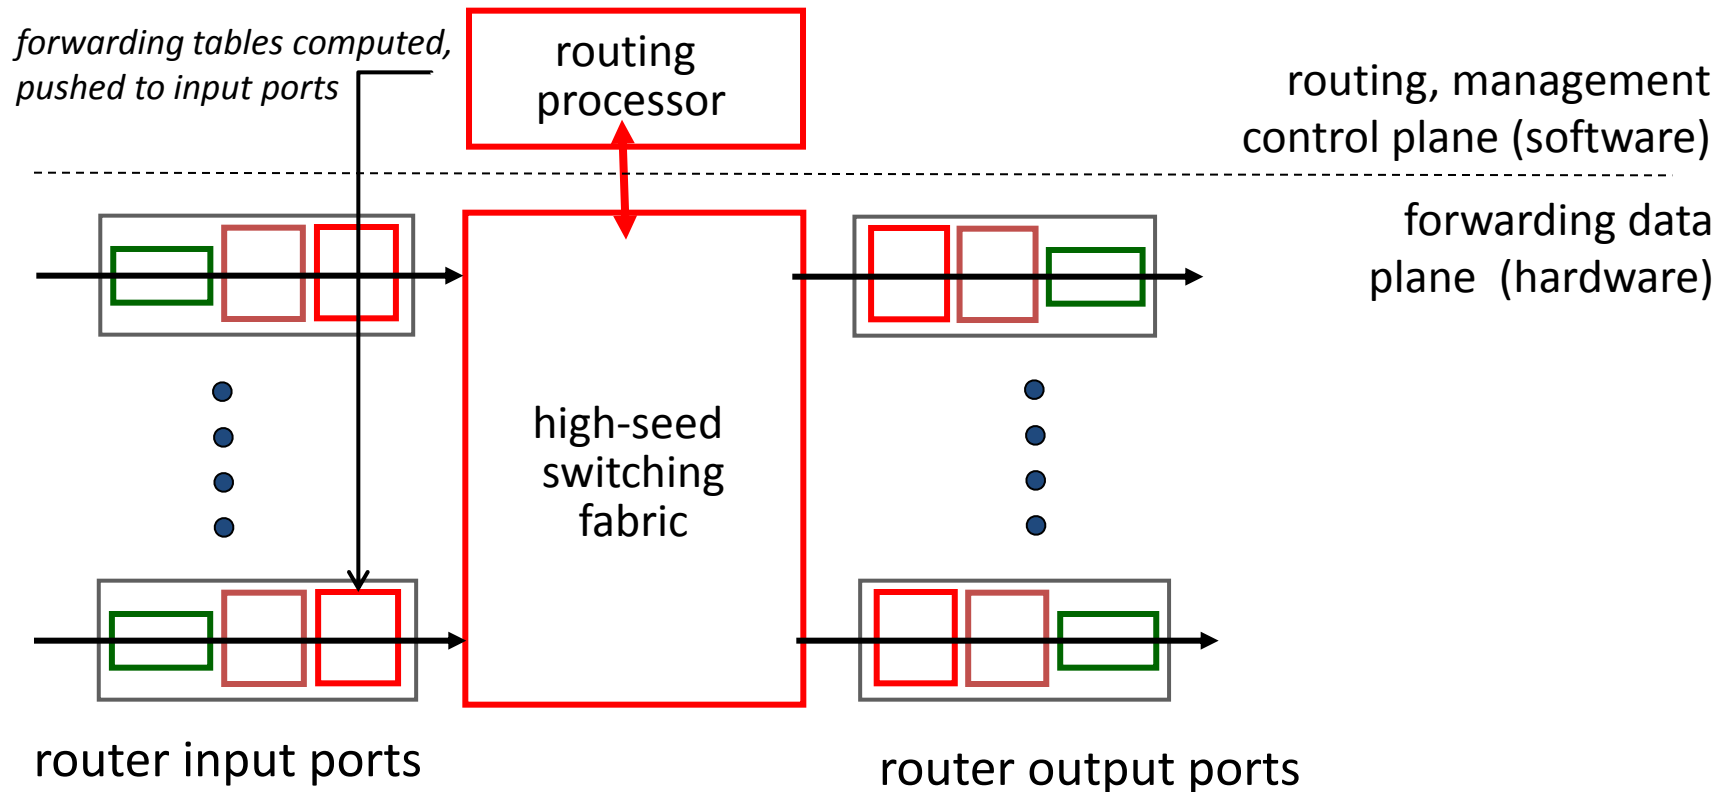 forwarding tables computed,
pushed to input ports
routing
processor
routing, management
control plane (software)
forwarding data
plane (hardware)
high-seed
switching
fabric
router input ports
router output ports